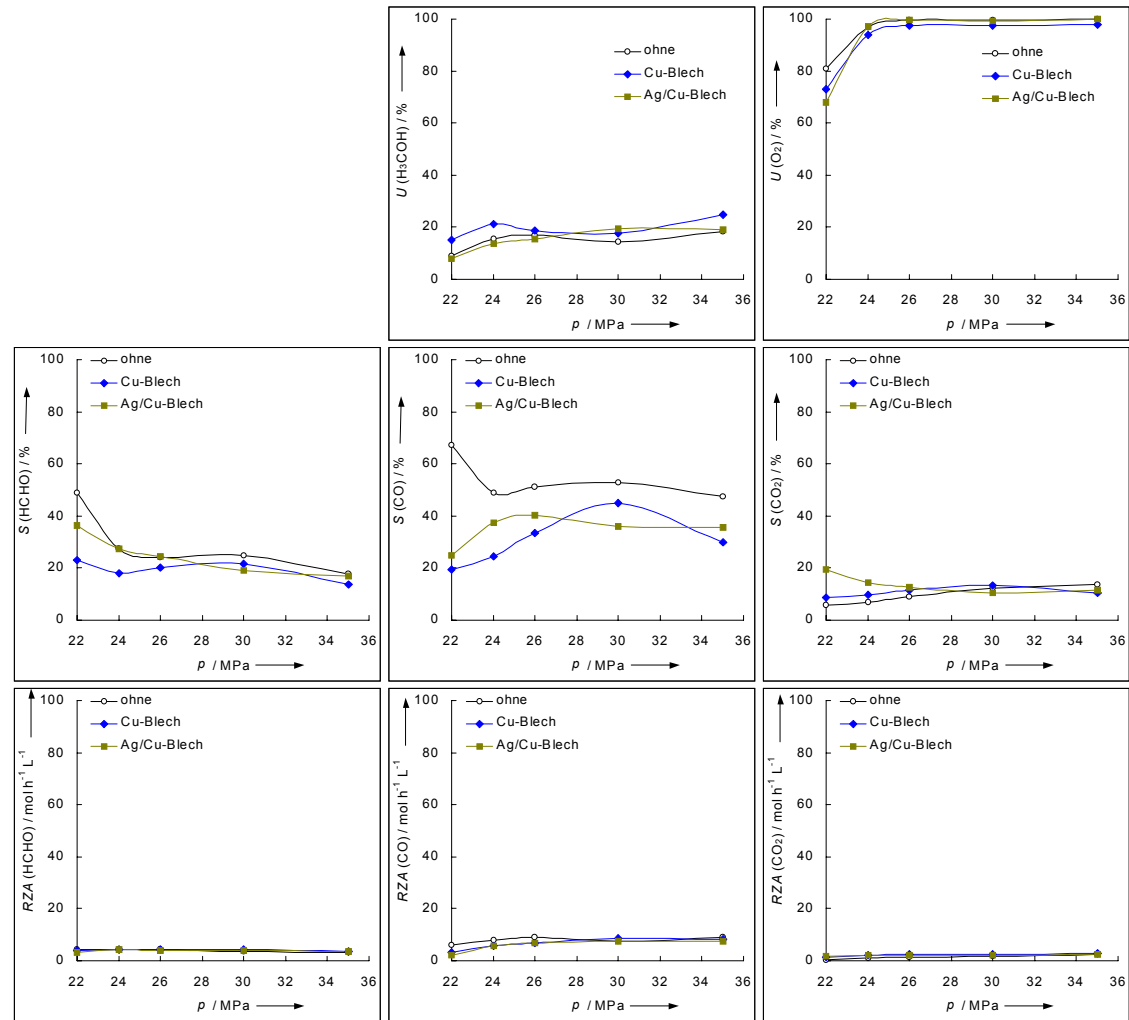 100
80
60
40
20
0
22 24 26 28 30 32 34 36
U (H₃COH) / %
p / MPa
ohne
Cu-Blech
Ag/Cu-Blech
100
80
60
40
20
0
22 24 26 28 30 32 34 36
U (O₂) / %
p / MPa
ohne
Cu-Blech
Ag/Cu-Blech
100
80
60
40
20
0
22 24 26 28 30 32 34 36
S (HCHO) / %
p / MPa
ohne
Cu-Blech
Ag/Cu-Blech
100
80
60
40
20
0
22 24 26 28 30 32 34 36
S (CO) / %
p / MPa
ohne
Cu-Blech
Ag/Cu-Blech
100
80
60
40
20
0
22 24 26 28 30 32 34 36
S (CO₂) / %
p / MPa
ohne
Cu-Blech
Ag/Cu-Blech
100
80
60
40
20
0
22 24 26 28 30 32 34 36
RZA (HCHO) / mol h⁻¹ L⁻¹
p / MPa
ohne
Cu-Blech
Ag/Cu-Blech
100
80
60
40
20
0
22 24 26 28 30 32 34 36
RZA (CO) / mol h⁻¹ L⁻¹
p / MPa
ohne
Cu-Blech
Ag/Cu-Blech
100
80
60
40
20
0
22 24 26 28 30 32 34 36
RZA (CO₂) / mol h⁻¹ L⁻¹
p / MPa
ohne
Cu-Blech
Ag/Cu-Blech